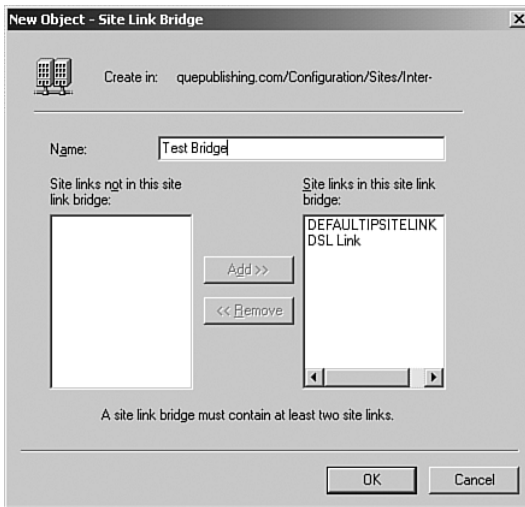 New Object - Site Link Bridge
Create in: quepublishing.com/Configuration/Sites/Inter-
Name: Test Bridge
Site links not in this site
link bridge:
Site links in this site link
bridge:
DEFAULTIPSITELINK
DSL Link
Add >>
<< Remove
A site link bridge must contain at least two site links.
OK
Cancel